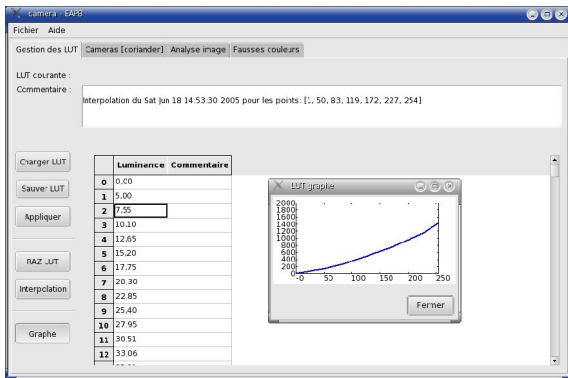 camera - EAPB
Fichier Aide
Gestion des LUT Cameras [coriander] Analyse image Fausses couleurs
LUT courante :
Commentaire :
Interpolation du Sat Jun 18 14:53:30 2005 pour les points: [1, 50, 83, 119, 172, 227, 254]
Charger LUT
Sauver LUT
Appliquer
RAZ LUT
Interpolation
Graphe
Luminance Commentaire
0 0,00
1 5,00
2 7,55
3 10,10
4 12,65
5 15,20
6 17,75
7 20,30
8 22,85
9 25,40
10 27,95
11 30,51
12 33,06
LUT graphe
2000
1800
1600
1400
1200
1000
800
600
400
200
0
-0 50 100 150 200 250
Fermer